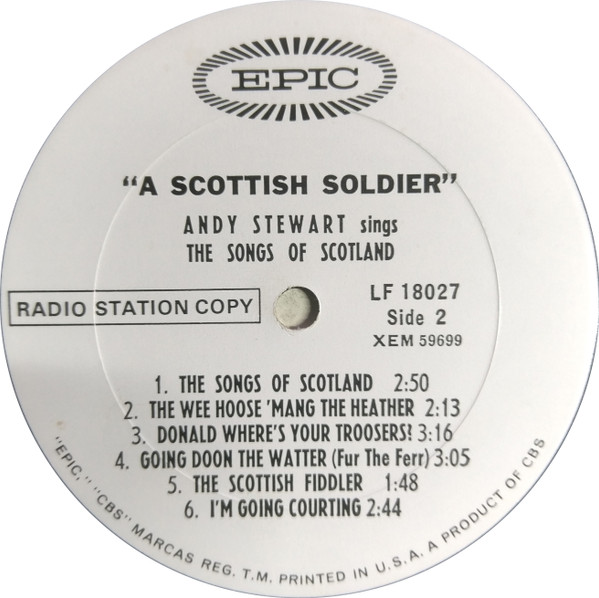 EPIC
"A SCOTTISH SOLDIER"
ANDY STEWART sings
THE SONGS OF SCOTLAND
RADIO STATION COPY
LF 18027
Side 2
XEM 59699
1. THE SONGS OF SCOTLAND 2:50
2. THE WEE HOOSE 'MANG THE HEATHER 2:13
3. DONALD WHERE'S YOUR TROOSERS? 3:16
4. GOING DOON THE WATTER (Fur The Ferr) 3:05
5. THE SCOTTISH FIDDLER 1:48
6. I'M GOING COURTING 2:44
"EPIC," "CBS" MARCAS REG. T.M. PRINTED IN U.S.A. A PRODUCT OF CBS